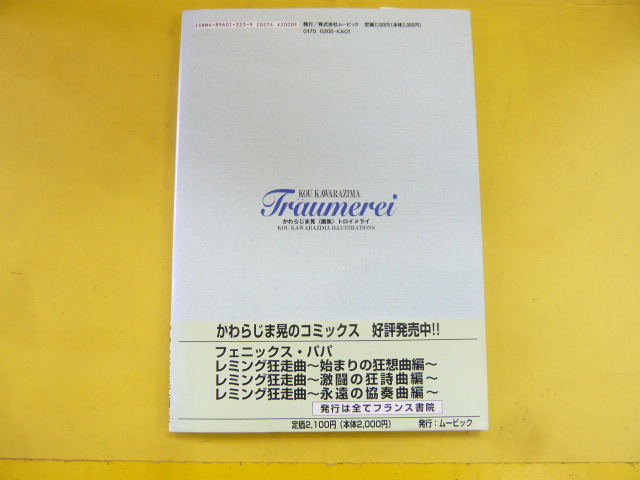 ISBN4-89601-323-9 C0274 ¥2000E 発行/株式会社ムービック 定価2,100円(本体2,000円)
0170 0205-KA01
KOU KAWARAZIMA
Träumerei
かわらじま晃〈画集〉トロイメライ
KOU KAWARAZIMA ILLUSTRATIONS
かわらじま晃のコミックス 好評発売中!!
フェニックス・パパ
レミング狂走曲〜始まりの狂想曲編〜
レミング狂走曲〜激闘の狂詩曲編〜
レミング狂走曲〜永遠の協奏曲編〜
発行は全てフランス書院
定価2,100円(本体2,000円) 発行:ムービック